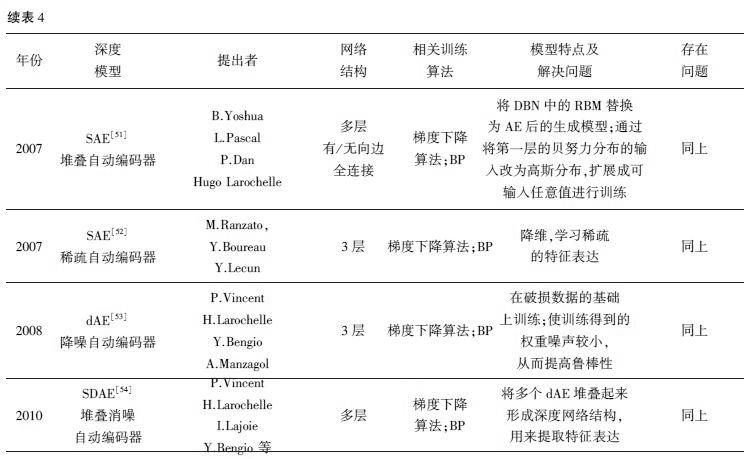 续表 4
年份
深度
模型
提出者
网络
结构
相关训练
算法
模型特点及
解决问题
存在
问题
2007
SAE[51]
堆叠自动编码器
B.Yoshua
L.Pascal
P.Dan
Hugo Larochelle
多层
有/无向边
全连接
梯度下降
算法;BP
将 DBN 中的 RBM 替换
为 AE 后的生成模型;通过
将第一层的贝努力分布的输
入改为高斯分布,扩展成可
输入任意值进行训练
同上
2007
SAE[52]
稀疏自动编码器
M.Ranzato,
Y.Boureau
Y.Lecun
3 层
梯度下降算法;BP
降维,学习稀疏
的特征表达
同上
2008
dAE[53]
降噪自动编码器
P.Vincent
H.Larochelle
Y.Bengio
A.Manzagol
3 层
梯度下降算法;BP
在破损数据的基础
上训练;使训练得到的
权重噪声较小,
从而提高鲁棒性
同上
2010
SDAE[54]
堆叠消噪
自动编码器
P.Vincent
H.Larochelle
I.Lajoie
Y.Bengio 等
多层
梯度下降
算法;BP
将多个 dAE 堆叠起来
形成深度网络结构,
用来提取特征表达
同上